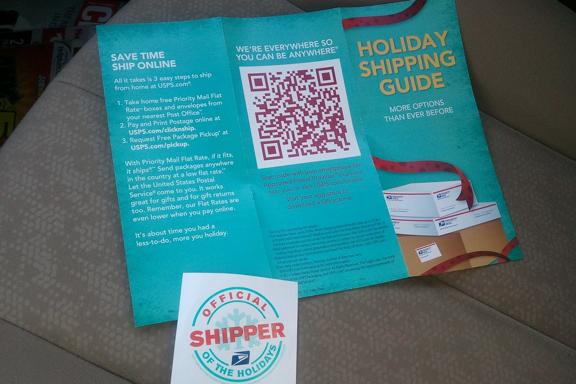 SAVE TIME
SHIP ONLINE
All it takes is 3 easy steps to ship
from home at USPS.com®
1. Take home free Priority Mail Flat
Rate™ boxes and envelopes from
your nearest Post Office™
2. Pay and Print Postage online at
USPS.com/clicknship.
3. Request Free Package Pickup at
USPS.com/pickup.
With Priority Mail Flat Rate, if it fits,
it ships®. Send packages anywhere
in the country at a low flat rate.
Let the United States Postal
Service® come to you. It works
great for gifts and for gift returns
too. Remember, our Flat Rates are
even lower when you pay online.
It's about time you had a
less-to-do, more you holiday.
WE'RE EVERYWHERE SO
YOU CAN BE ANYWHERE®
HOLIDAY
SHIPPING
GUIDE
MORE OPTIONS
THAN EVER BEFORE
OFFICIAL
SHIPPER
OF THE HOLIDAYS